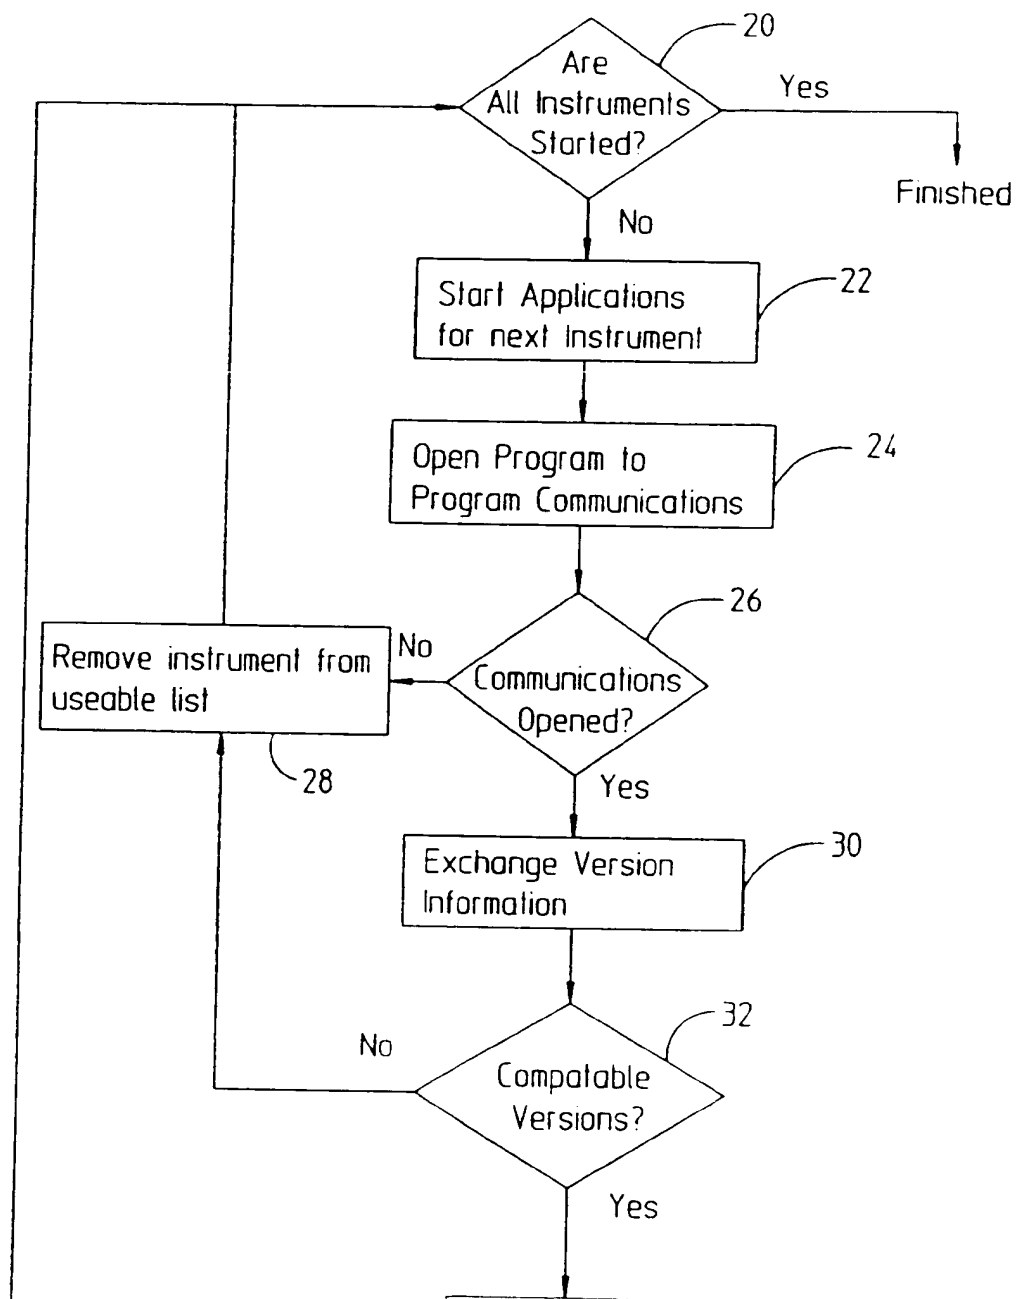 20
Are
All Instruments
Started?
Yes
Finished
No
Start Applications
for next Instrument
22
Open Program to
Program Communications
24
26
Communications
Opened?
No
Remove instrument from
useable list
28
Yes
Exchange Version
Information
30
32
No
Compatable
Versions?
Yes